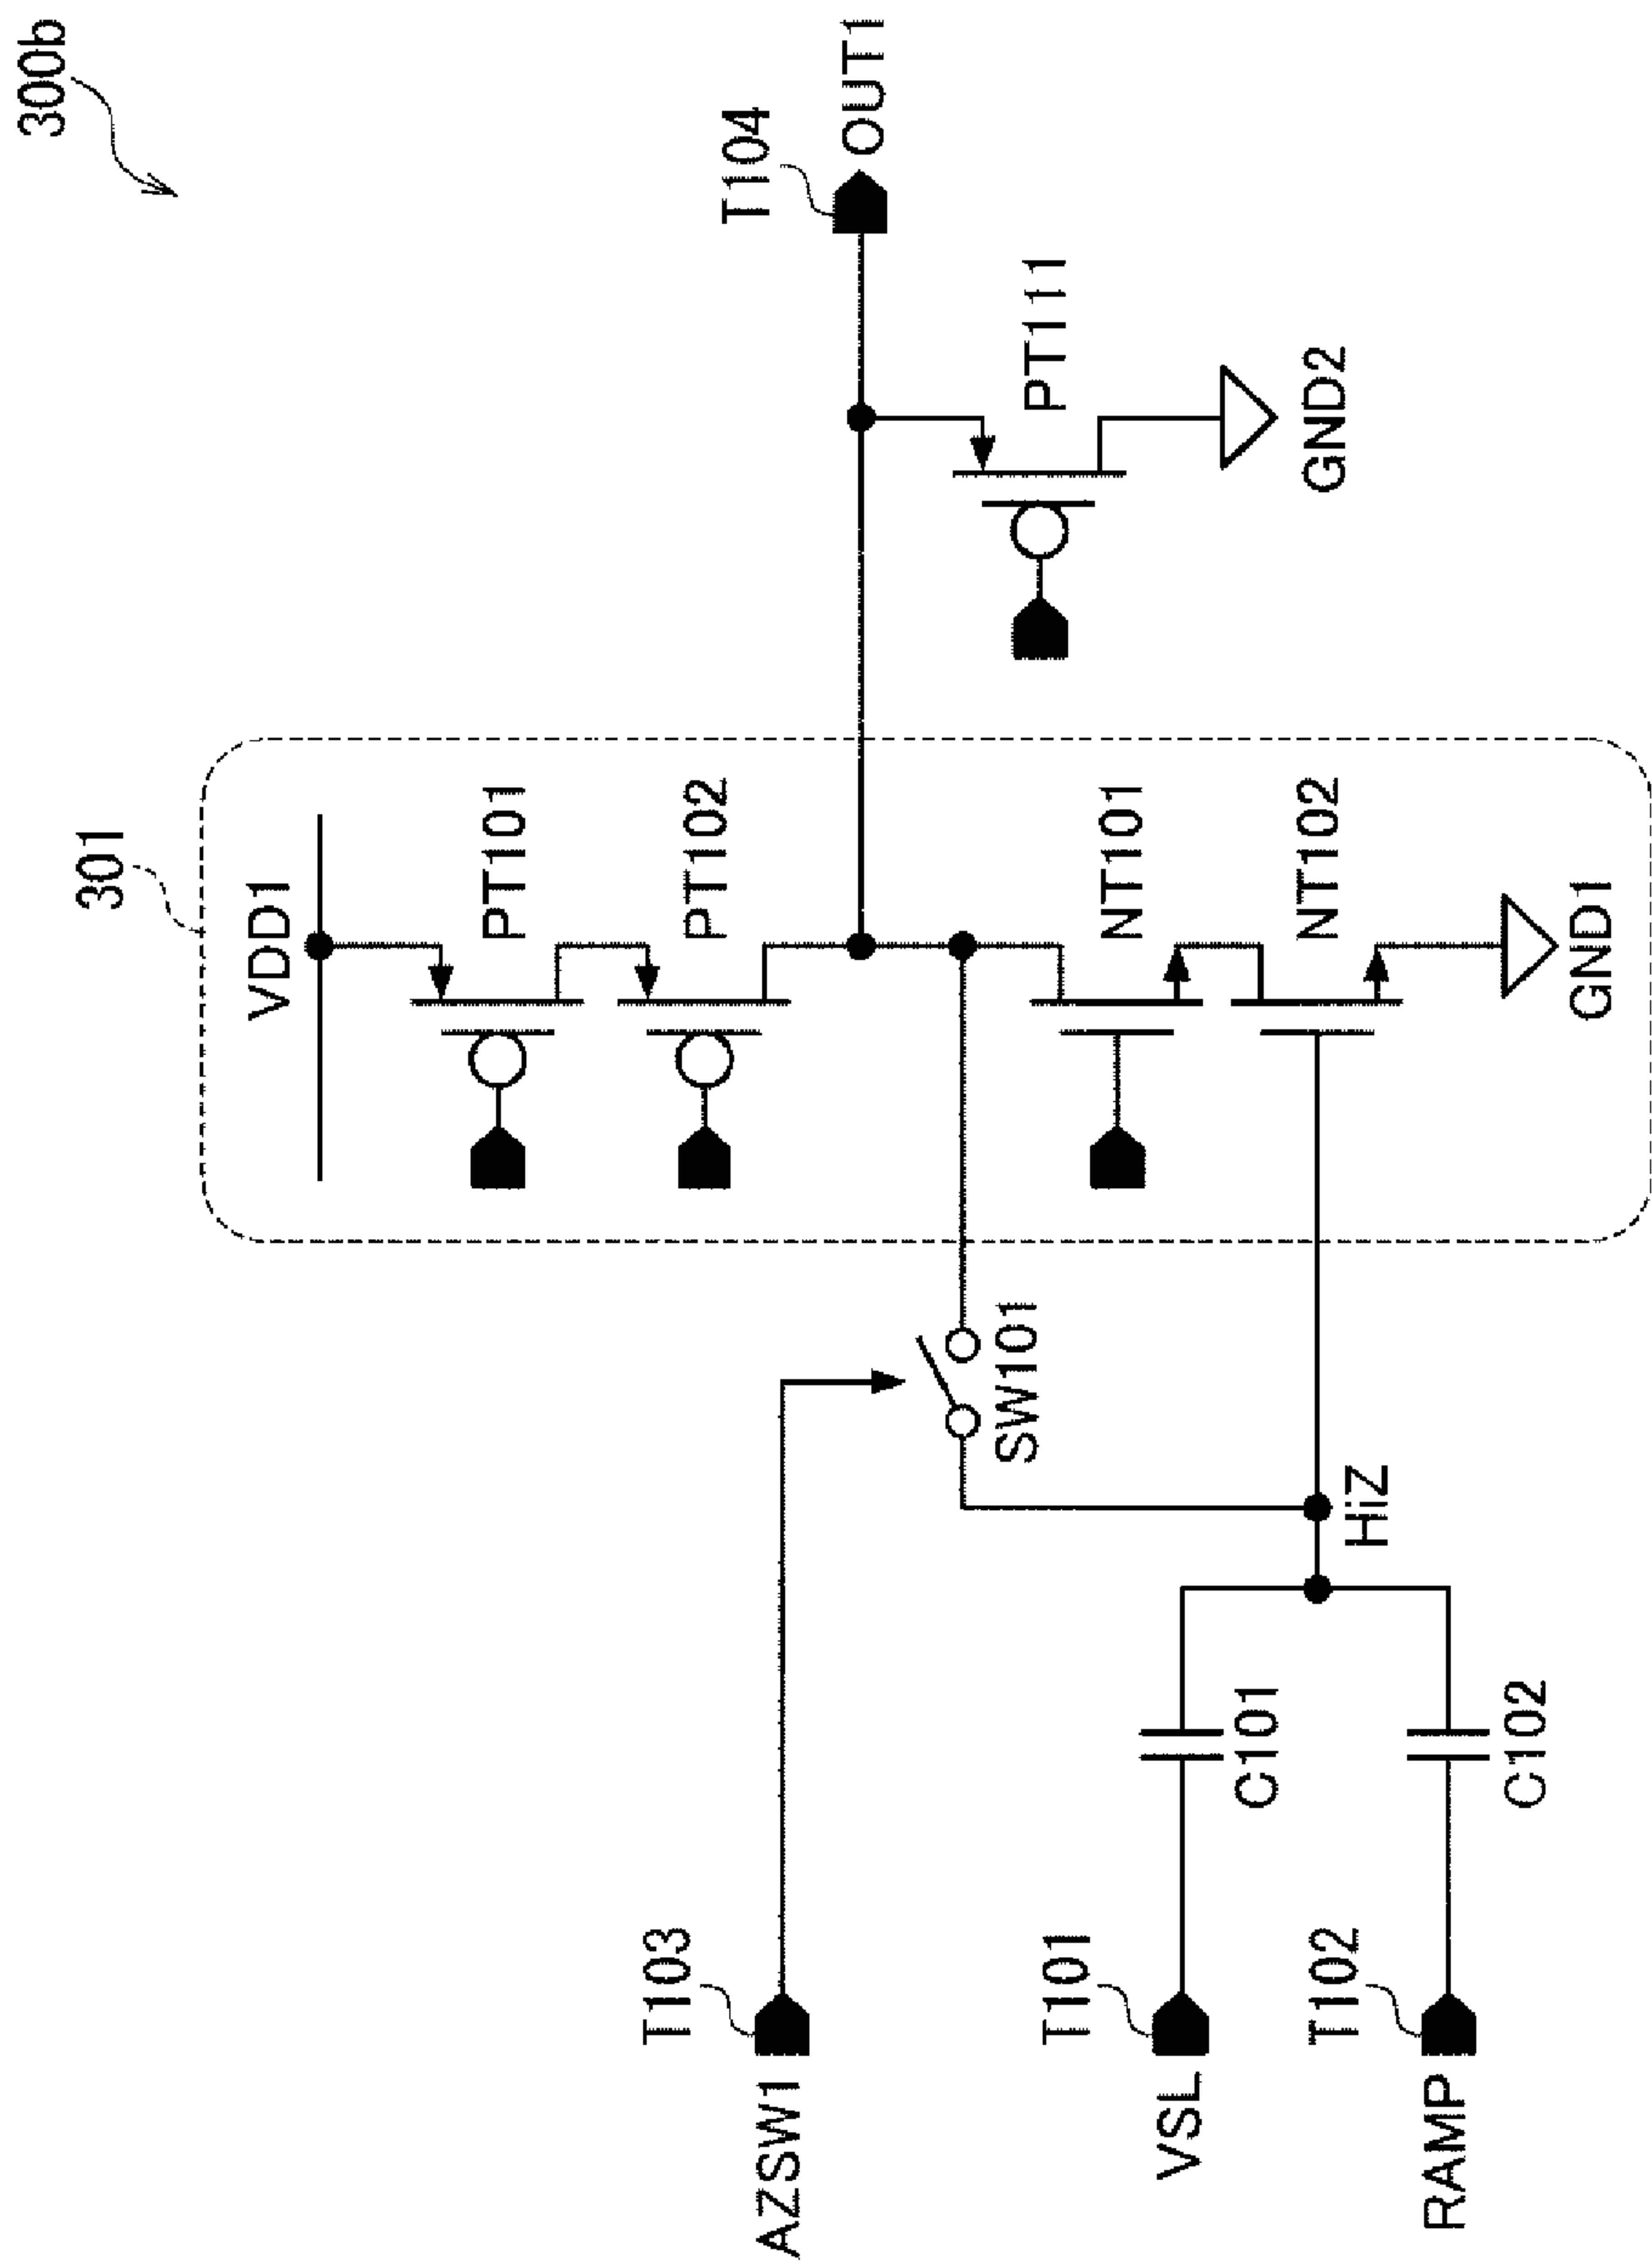 300b
301
VDD1
PT101
T104
PT102
OUT1
T103
AZSW1
SW101
PT111
T101
NT101
VSL
C101
GND2
T102
HiZ
NT102
RAMP
C102
GND1